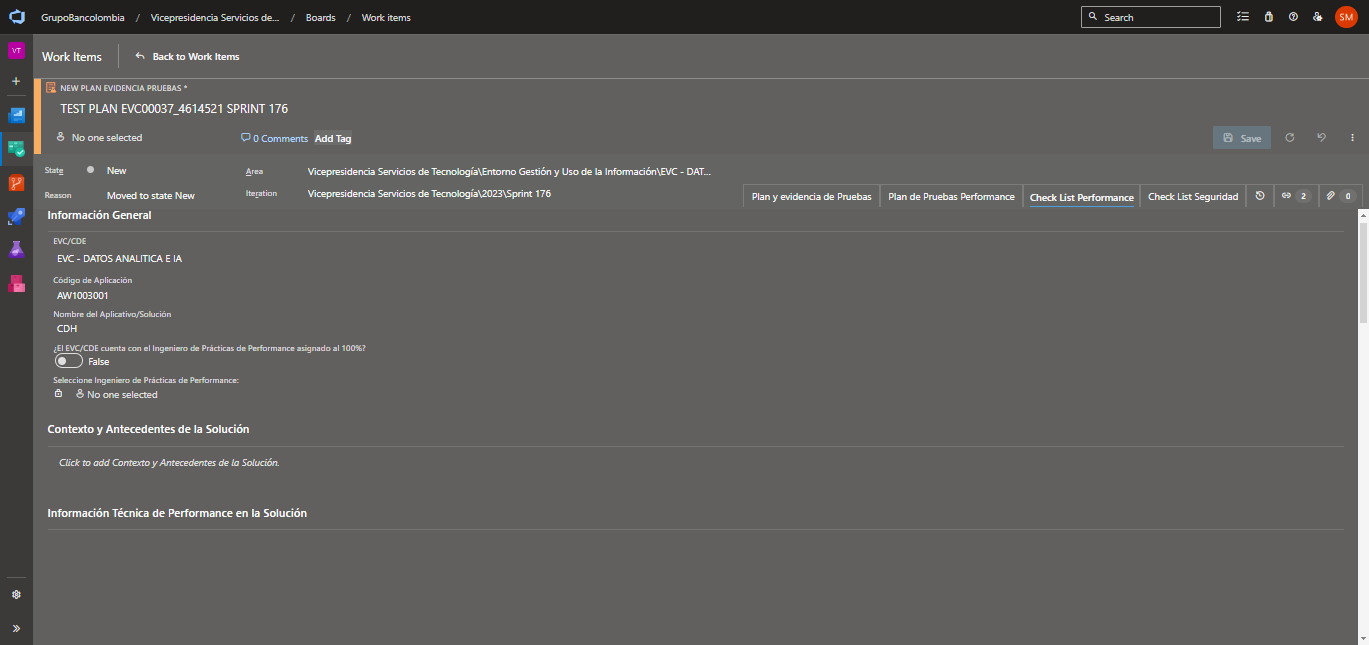 GrupoBancolombia / Vicepresidencia Servicios de... / Boards / Work items
Search
SM
VT
Work Items
Back to Work Items
NEW PLAN EVIDENCIA PRUEBAS *
TEST PLAN EVC00037_4614521 SPRINT 176
No one selected
0 Comments
Add Tag
Save
State
New
Area
Vicepresidencia Servicios de Tecnología\Entorno Gestión y Uso de la Información\EVC - DAT...
Reason
Moved to state New
Iteration
Vicepresidencia Servicios de Tecnología\2023\Sprint 176
Plan y evidencia de Pruebas
Plan de Pruebas Performance
Check List Performance
Check List Seguridad
2
0
Información General
EVC/CDE
EVC - DATOS ANALITICA E IA
Código de Aplicación
AW1003001
Nombre del Aplicativo/Solución
CDH
¿El EVC/CDE cuenta con el Ingeniero de Prácticas de Performance asignado al 100%?
False
Seleccione Ingeniero de Prácticas de Performance:
No one selected
Contexto y Antecedentes de la Solución
Click to add Contexto y Antecedentes de la Solución.
Información Técnica de Performance en la Solución